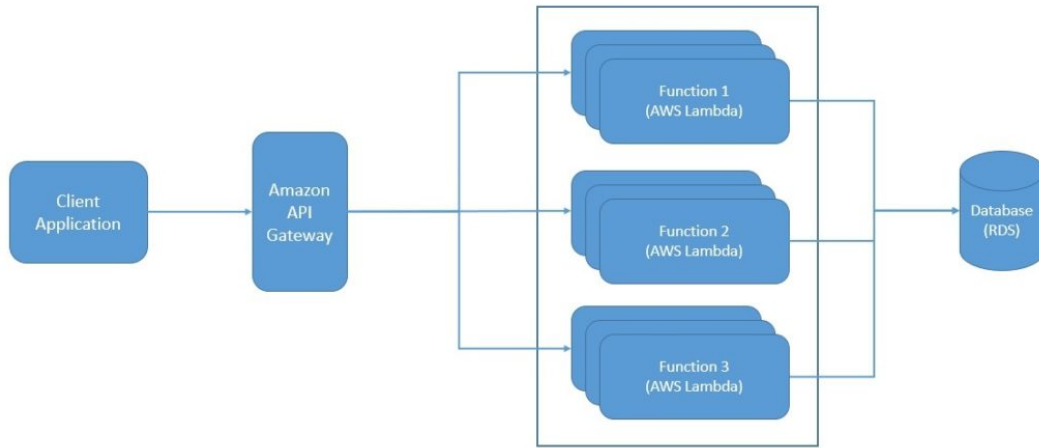 Client
Application
Amazon
API
Gateway
Function 1
(AWS Lambda)
Function 2
(AWS Lambda)
Function 3
(AWS Lambda)
Database
(RDS)